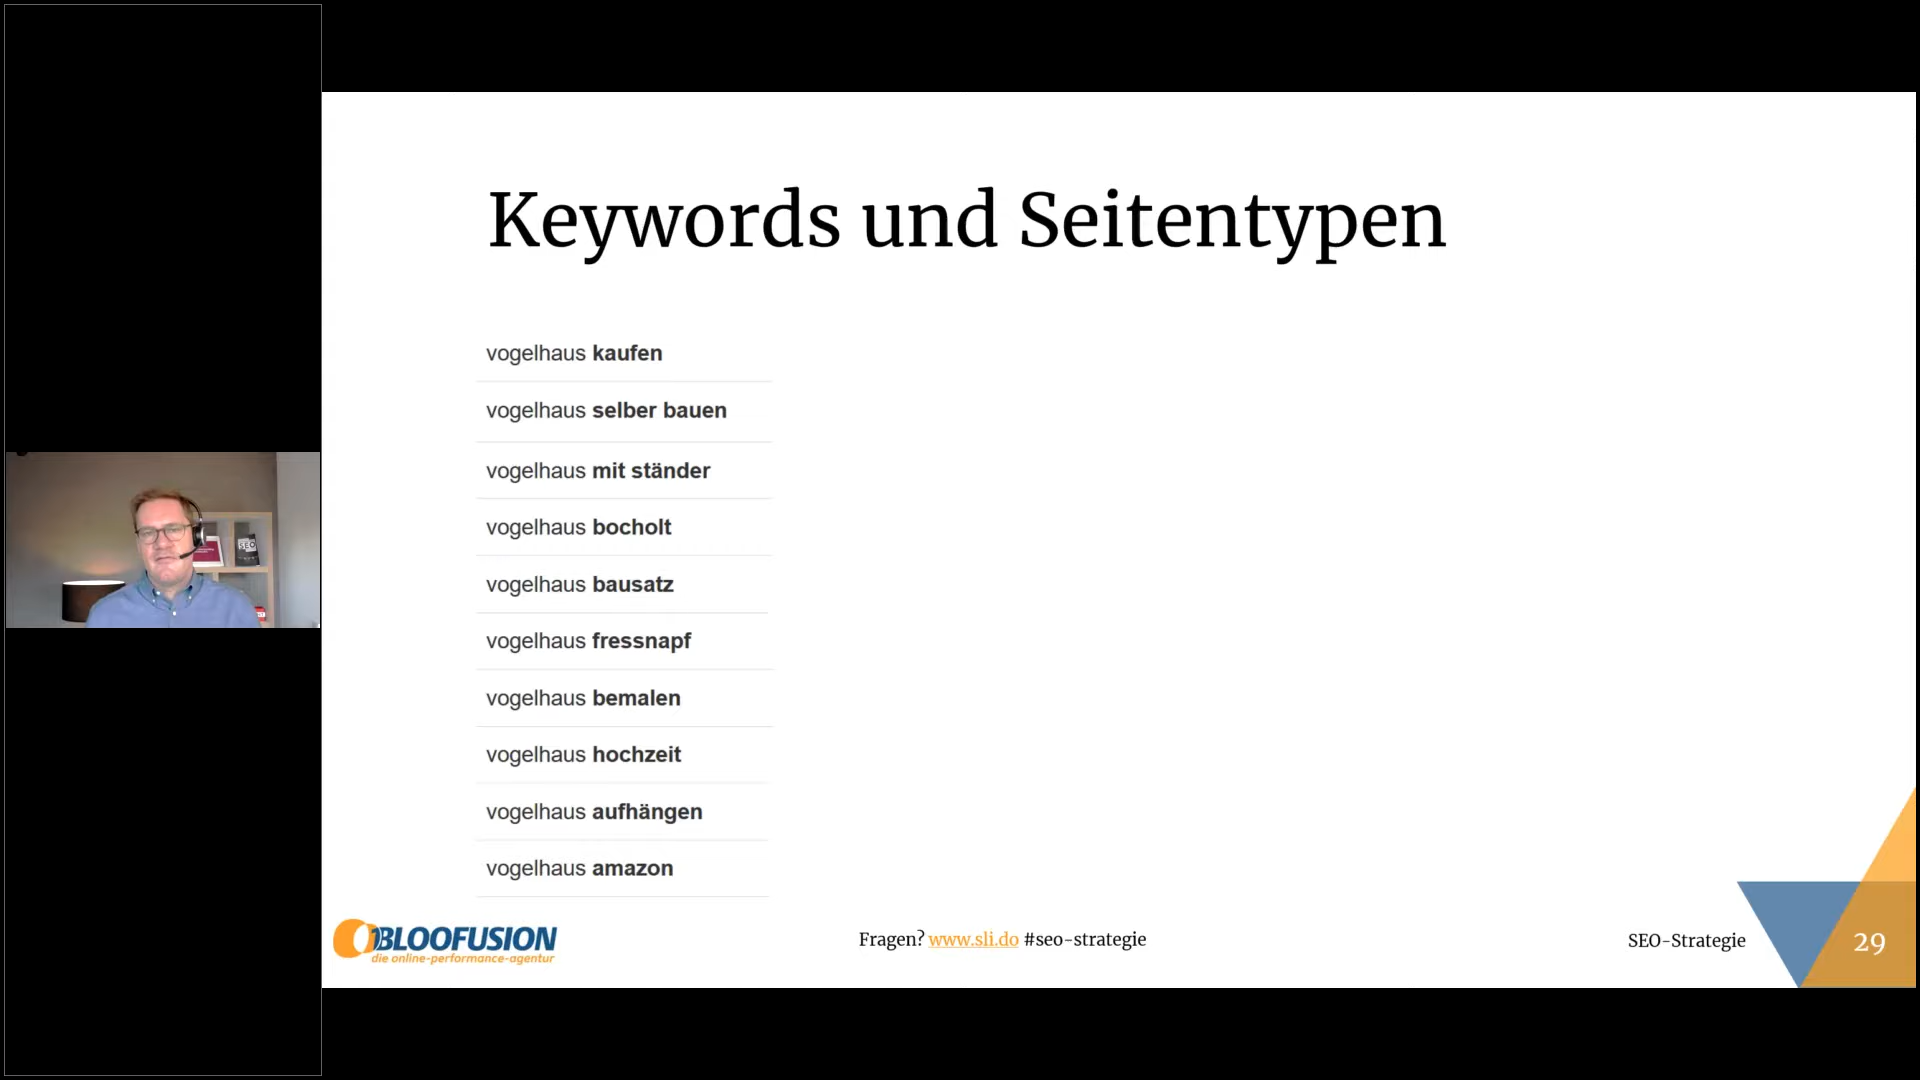 Keywords und Seitentypen
vogelhaus kaufen
vogelhaus selber bauen
vogelhaus mit ständer
vogelhaus bocholt
vogelhaus bausatz
vogelhaus fressnapf
vogelhaus bemalen
vogelhaus hochzeit
vogelhaus aufhängen
vogelhaus amazon
BLOOFUSION
die online-performance-agentur
Fragen? www.sli.do #seo-strategie
SEO-Strategie
29
SEO